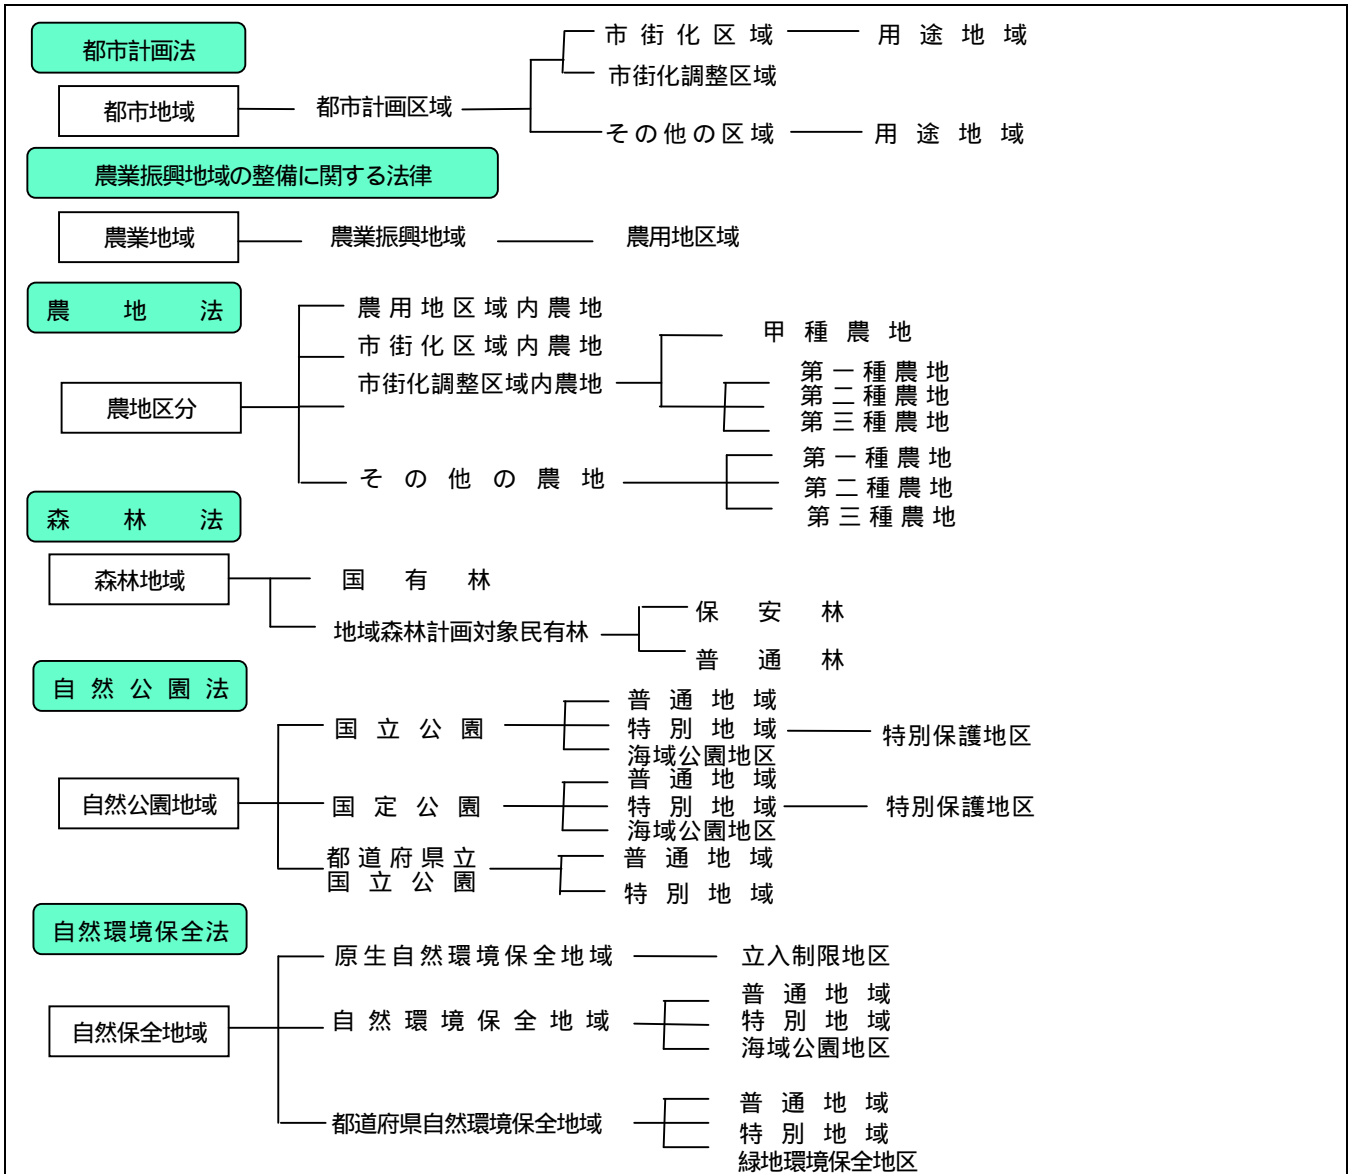 都市計画法
市街化区域 用途地域
市街化調整区域
都市地域 都市計画区域
その他の区域 用途地域
農業振興地域の整備に関する法律
農業地域 農業振興地域 農用地区域
農地法
農用地区域内農地
市街化区域内農地
甲種農地
市街化調整区域内農地
第一種農地
第二種農地
第三種農地
農地区分
その他の農地
第一種農地
第二種農地
第三種農地
森林法
森林地域 国有林
地域森林計画対象民有林
保安林
普通林
自然公園法
国立公園
普通地域
特別地域 特別保護地区
海域公園地区
自然公園地域 国定公園
普通地域
特別地域 特別保護地区
海域公園地区
都道府県立
国立公園
普通地域
特別地域
自然環境保全法
原生自然環境保全地域 立入制限地区
自然保全地域 自然環境保全地域
普通地域
特別地域
海域公園地区
都道府県自然環境保全地域
普通地域
特別地域
緑地環境保全地区